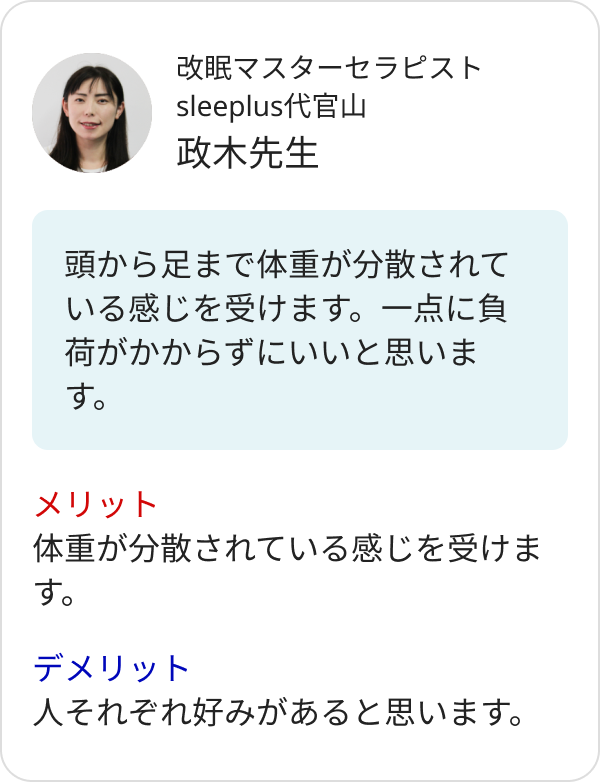 改眠マスターセラピスト
sleeplus代官山
政木先生
頭から足まで体重が分散されて
いる感じを受けます。一点に負
荷がかからずにいいと思いま
す。
メリット
体重が分散されている感じを受けま
す。
デメリット
人それぞれ好みがあると思います。